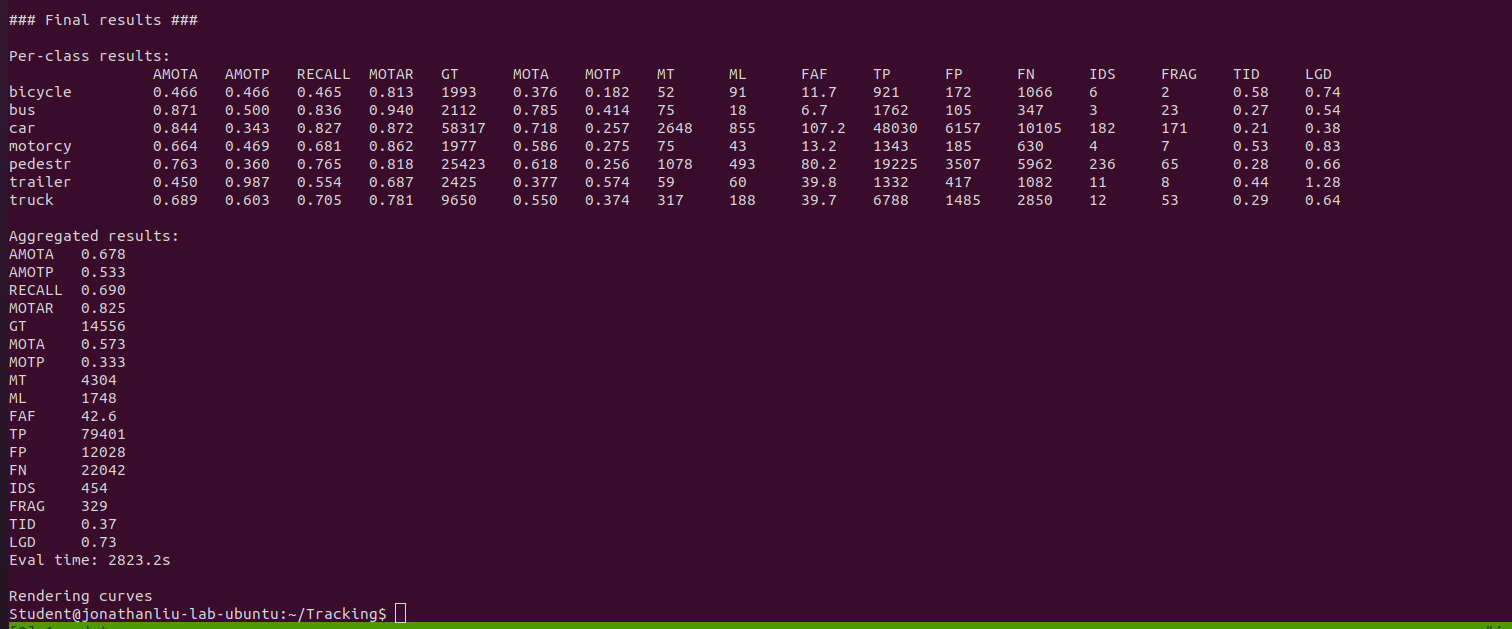 ### Final results ###
Per-class results:
AMOTA AMOTP RECALL MOTAR GT MOTA MOTP MT ML FAF TP FP FN IDS FRAG TID LGD
bicycle 0.466 0.466 0.465 0.813 1993 0.376 0.182 52 91 11.7 921 172 1066 6 2 0.58 0.74
bus 0.871 0.500 0.836 0.940 2112 0.785 0.414 75 18 6.7 1762 105 347 3 23 0.27 0.54
car 0.844 0.343 0.827 0.872 58317 0.718 0.257 2648 855 107.2 48030 6157 10105 182 171 0.21 0.38
motorcy 0.664 0.469 0.681 0.862 1977 0.586 0.275 75 43 13.2 1343 185 630 4 7 0.53 0.83
pedestr 0.763 0.360 0.765 0.818 25423 0.618 0.256 1078 493 80.2 19225 3507 5962 236 65 0.28 0.66
trailer 0.450 0.987 0.554 0.687 2425 0.377 0.574 59 60 39.8 1332 417 1082 11 8 0.44 1.28
truck 0.689 0.603 0.705 0.781 9650 0.550 0.374 317 188 39.7 6788 1485 2850 12 53 0.29 0.64
Aggregated results:
AMOTA 0.678
AMOTP 0.533
RECALL 0.690
MOTAR 0.825
GT 14556
MOTA 0.573
MOTP 0.333
MT 4304
ML 1748
FAF 42.6
TP 79401
FP 12028
FN 22042
IDS 454
FRAG 329
TID 0.37
LGD 0.73
Eval time: 2823.2s
Rendering curves
Student@jonathanliu-lab-ubuntu:~/Tracking$